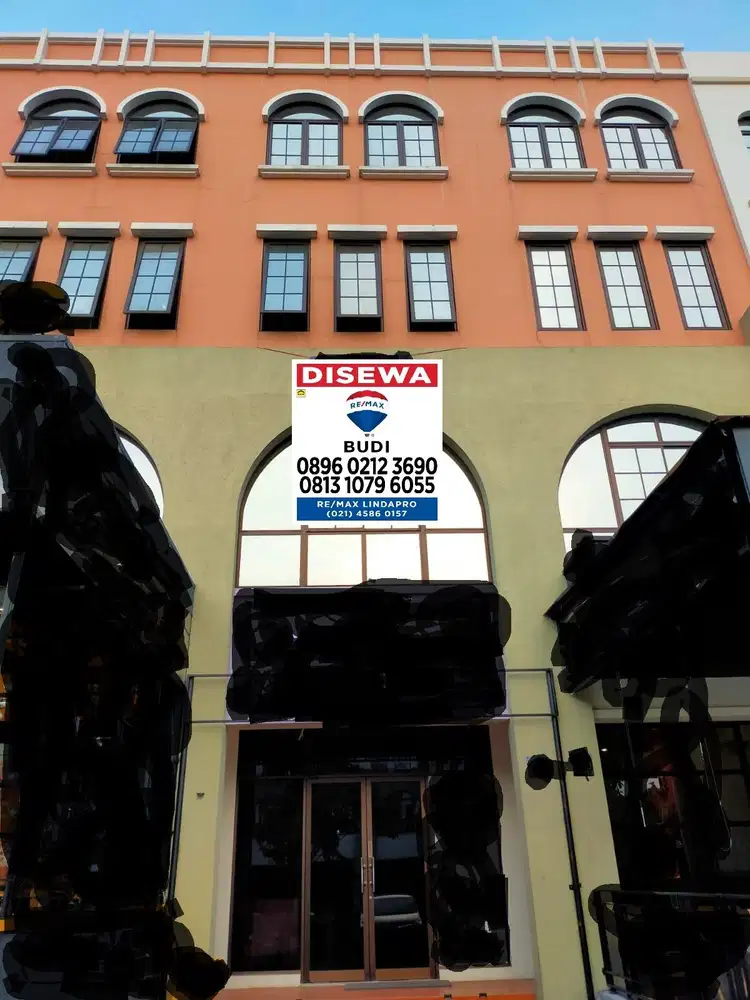 DISEWA
RE/MAX
BUDI
0896 0212 3690
0813 1079 6055
RE/MAX LINDAPRO
(021) 4586 0157